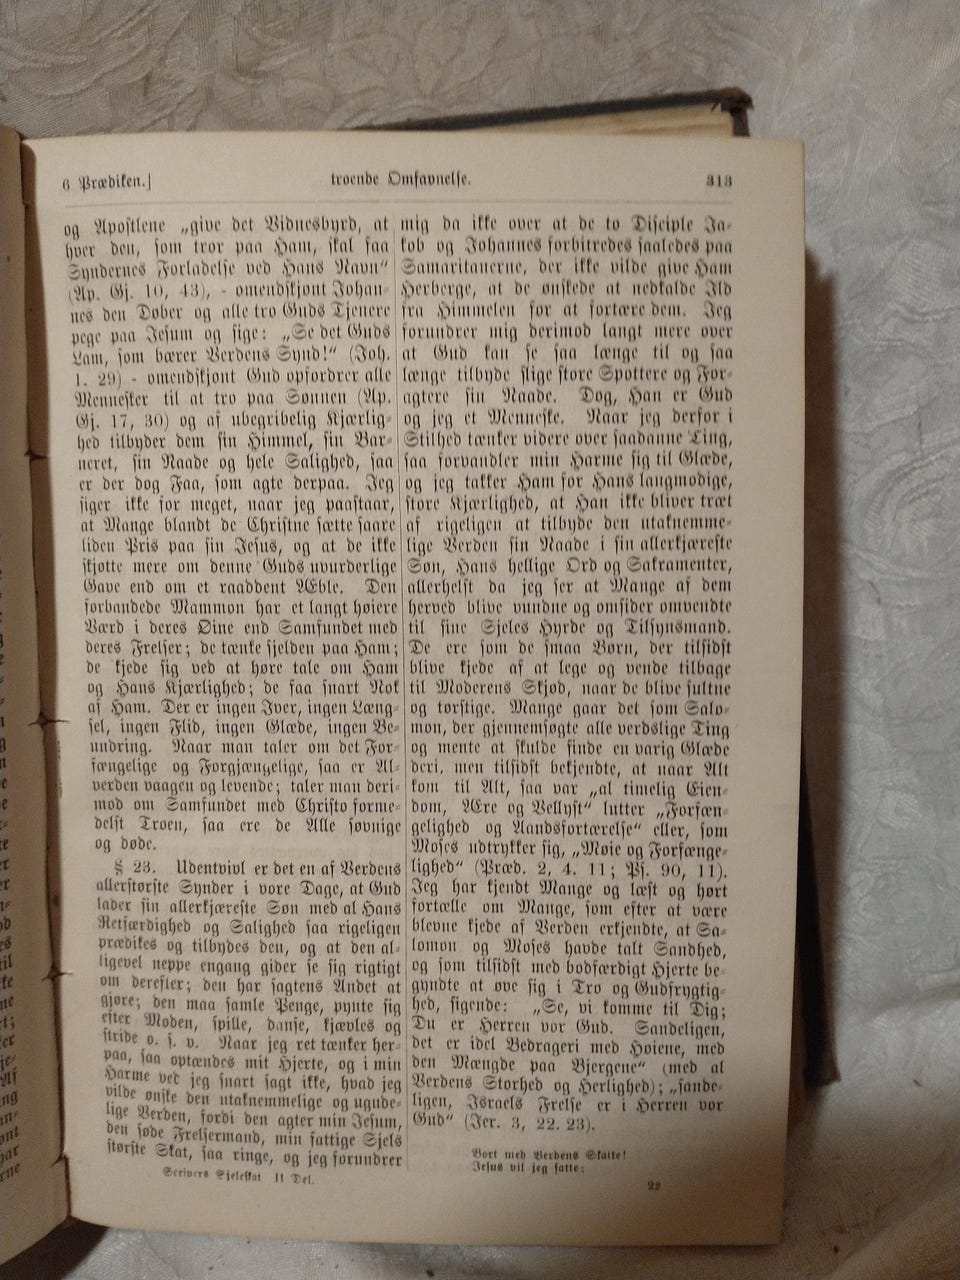 6 Prædiken.]
troende Omfavnelse.
313
og Apostlene „give det Vidnesbyrd, at
hver den, som tror paa Ham, skal faa
Syndernes Forladelse ved Hans Navn“
(Ap. Gj. 10, 43), - omendskjønt Johan-
nes den Døber og alle tro Guds Tjenere
pege paa Jesum og sige: „Se det Guds
Lam, som bærer Verdens Synd!“ (Joh.
1. 29) - omendskjønt Gud opfordrer alle
Mennesker til at tro paa Sønnen (Ap.
Gj. 17, 30) og af ubegribelig Kjærlig-
hed tilbyder dem sin Himmel, sin Bar-
neret, sin Naade og hele Salighed, saa
er der dog Faa, som agte derpaa. Jeg
siger ikke for meget, naar jeg paastaar,
at Mange blandt de Christne sætte saare
liden Pris paa sin Jesus, og at de ikke
skjøtte mere om denne Guds uvurderlige
Gave end om et raaddent Æble. Den
forbandede Mammon har et langt høiere
Værd i deres Øine end Samfundet med
deres Frelser; de tænke sjelden paa Ham;
de kjede sig ved at høre tale om Ham
og Hans Kjærlighed; de faa snart Nok
af Ham. Der er ingen Iver, ingen Læng-
sel, ingen Flid, ingen Glæde, ingen Be-
undring. Naar man taler om det For-
fængelige og Forgjængelige, saa er Al-
verden vaagen og levende; taler man deri-
mod om Samfundet med Christo forme-
delst Troen, saa ere de Alle søvnige
og døde.
§ 23. Udentvivl er det en af Verdens
allerstørste Synder i vore Dage, at Gud
lader sin allerkjæreste Søn med al Hans
Retfærdighed og Salighed saa rigeligen
prædikes og tilbydes den, og at den al-
ligevel neppe engang gider se sig rigtigt
om derefter; den har sagtens Andet at
gjøre; den maa samle Penge, pynte sig
efter Moden, spille, danse, kjævles og
stride o. s. v. Naar jeg ret tænker her-
paa, saa optændes mit Hjerte, og i min
Harme ved jeg snart sagt ikke, hvad jeg
vilde ønske den utaknemmelige og ugude-
lige Verden, fordi den agter min Jesum,
den søde Frelsermand, min fattige Sjels
største Skat, saa ringe, og jeg forundrer
Scrivers Sjeleskat II Del.
mig da ikke over at de to Disciple Ja-
kob og Johannes forbitredes saaledes paa
Samaritanerne, der ikke vilde give Ham
Herberge, at de ønskede at nedkalde Ild
fra Himmelen for at fortære dem. Jeg
forundrer mig derimod langt mere over
at Gud kan se saa længe til og saa
længe tilbyde slige store Spottere og For-
agtere sin Naade. Dog, Han er Gud
og jeg et Menneske. Naar jeg derfor i
Stilhed tænker videre over saadanne Ting,
saa forvandler min Harme sig til Glæde,
og jeg takker Ham for Hans langmodige,
store Kjærlighed, at Han ikke bliver træt
af rigeligen at tilbyde den utaknemme-
lige Verden sin Naade i sin allerkjæreste
Søn, Hans hellige Ord og Sakramenter,
allerhelst da jeg ser at Mange af dem
herved blive vundne og omsider omvendte
til sine Sjeles Hyrde og Tilsynsmand.
De ere som de smaa Børn, der tilsidst
blive kjede af at lege og vende tilbage
til Moderens Skjød, naar de blive sultne
og tørstige. Mange gaar det som Salo-
mon, der gjennemsøgte alle verdslige Ting
og mente at skulde finde en varig Glæde
deri, men tilsidst bekjendte, at naar Alt
kom til Alt, saa var „al timelig Eien-
dom, Ære og Vellyst“ lutter „Forfæn-
gelighed og Aandsfortærelse“ eller, som
Moses udtrykker sig, „Møie og Forfænge-
lighed“ (Præd. 2, 4. 11; Ps. 90, 11).
Jeg har kjendt Mange og læst og hørt
fortælle om Mange, som efter at være
blevne kjede af Verden erkjendte, at Sa-
lomon og Moses havde talt Sandhed,
og som tilsidst med bodfærdigt Hjerte be-
gyndte at øve sig i Tro og Gudfrygtig-
hed, sigende: „Se, vi komme til Dig;
Du er Herren vor Gud. Sandeligen,
det er idel Bedrageri med Høiene, med
den Mængde paa Bjergene“ (med al
Verdens Storhed og Herlighed); „sande-
ligen, Israels Frelse er i Herren vor
Gud“ (Jer. 3, 22. 23).
Bort med Verdens Skatte!
Jesus vil jeg fatte;
22